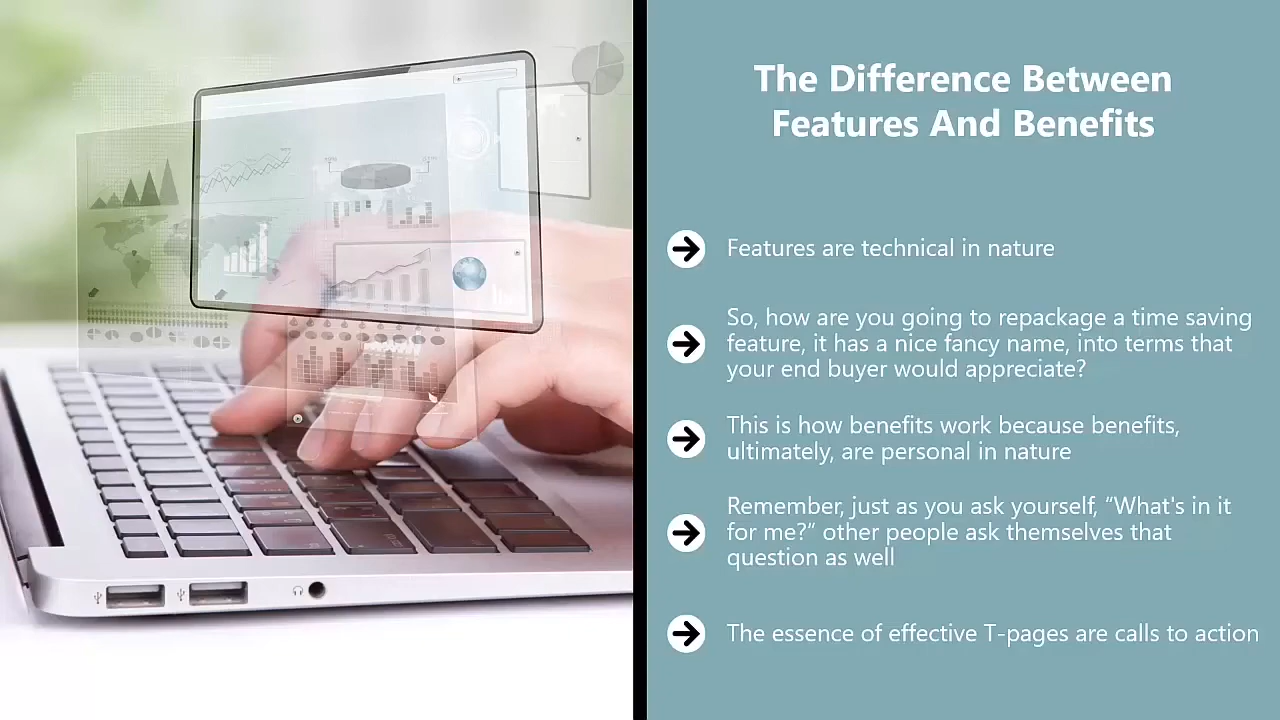 The Difference Between
Features And Benefits
Features are technical in nature
So, how are you going to repackage a time saving
feature, it has a nice fancy name, into terms that
your end buyer would appreciate?
This is how benefits work because benefits,
ultimately, are personal in nature
Remember, just as you ask yourself, “What's in it
for me?” other people ask themselves that
question as well
The essence of effective T-pages are calls to action